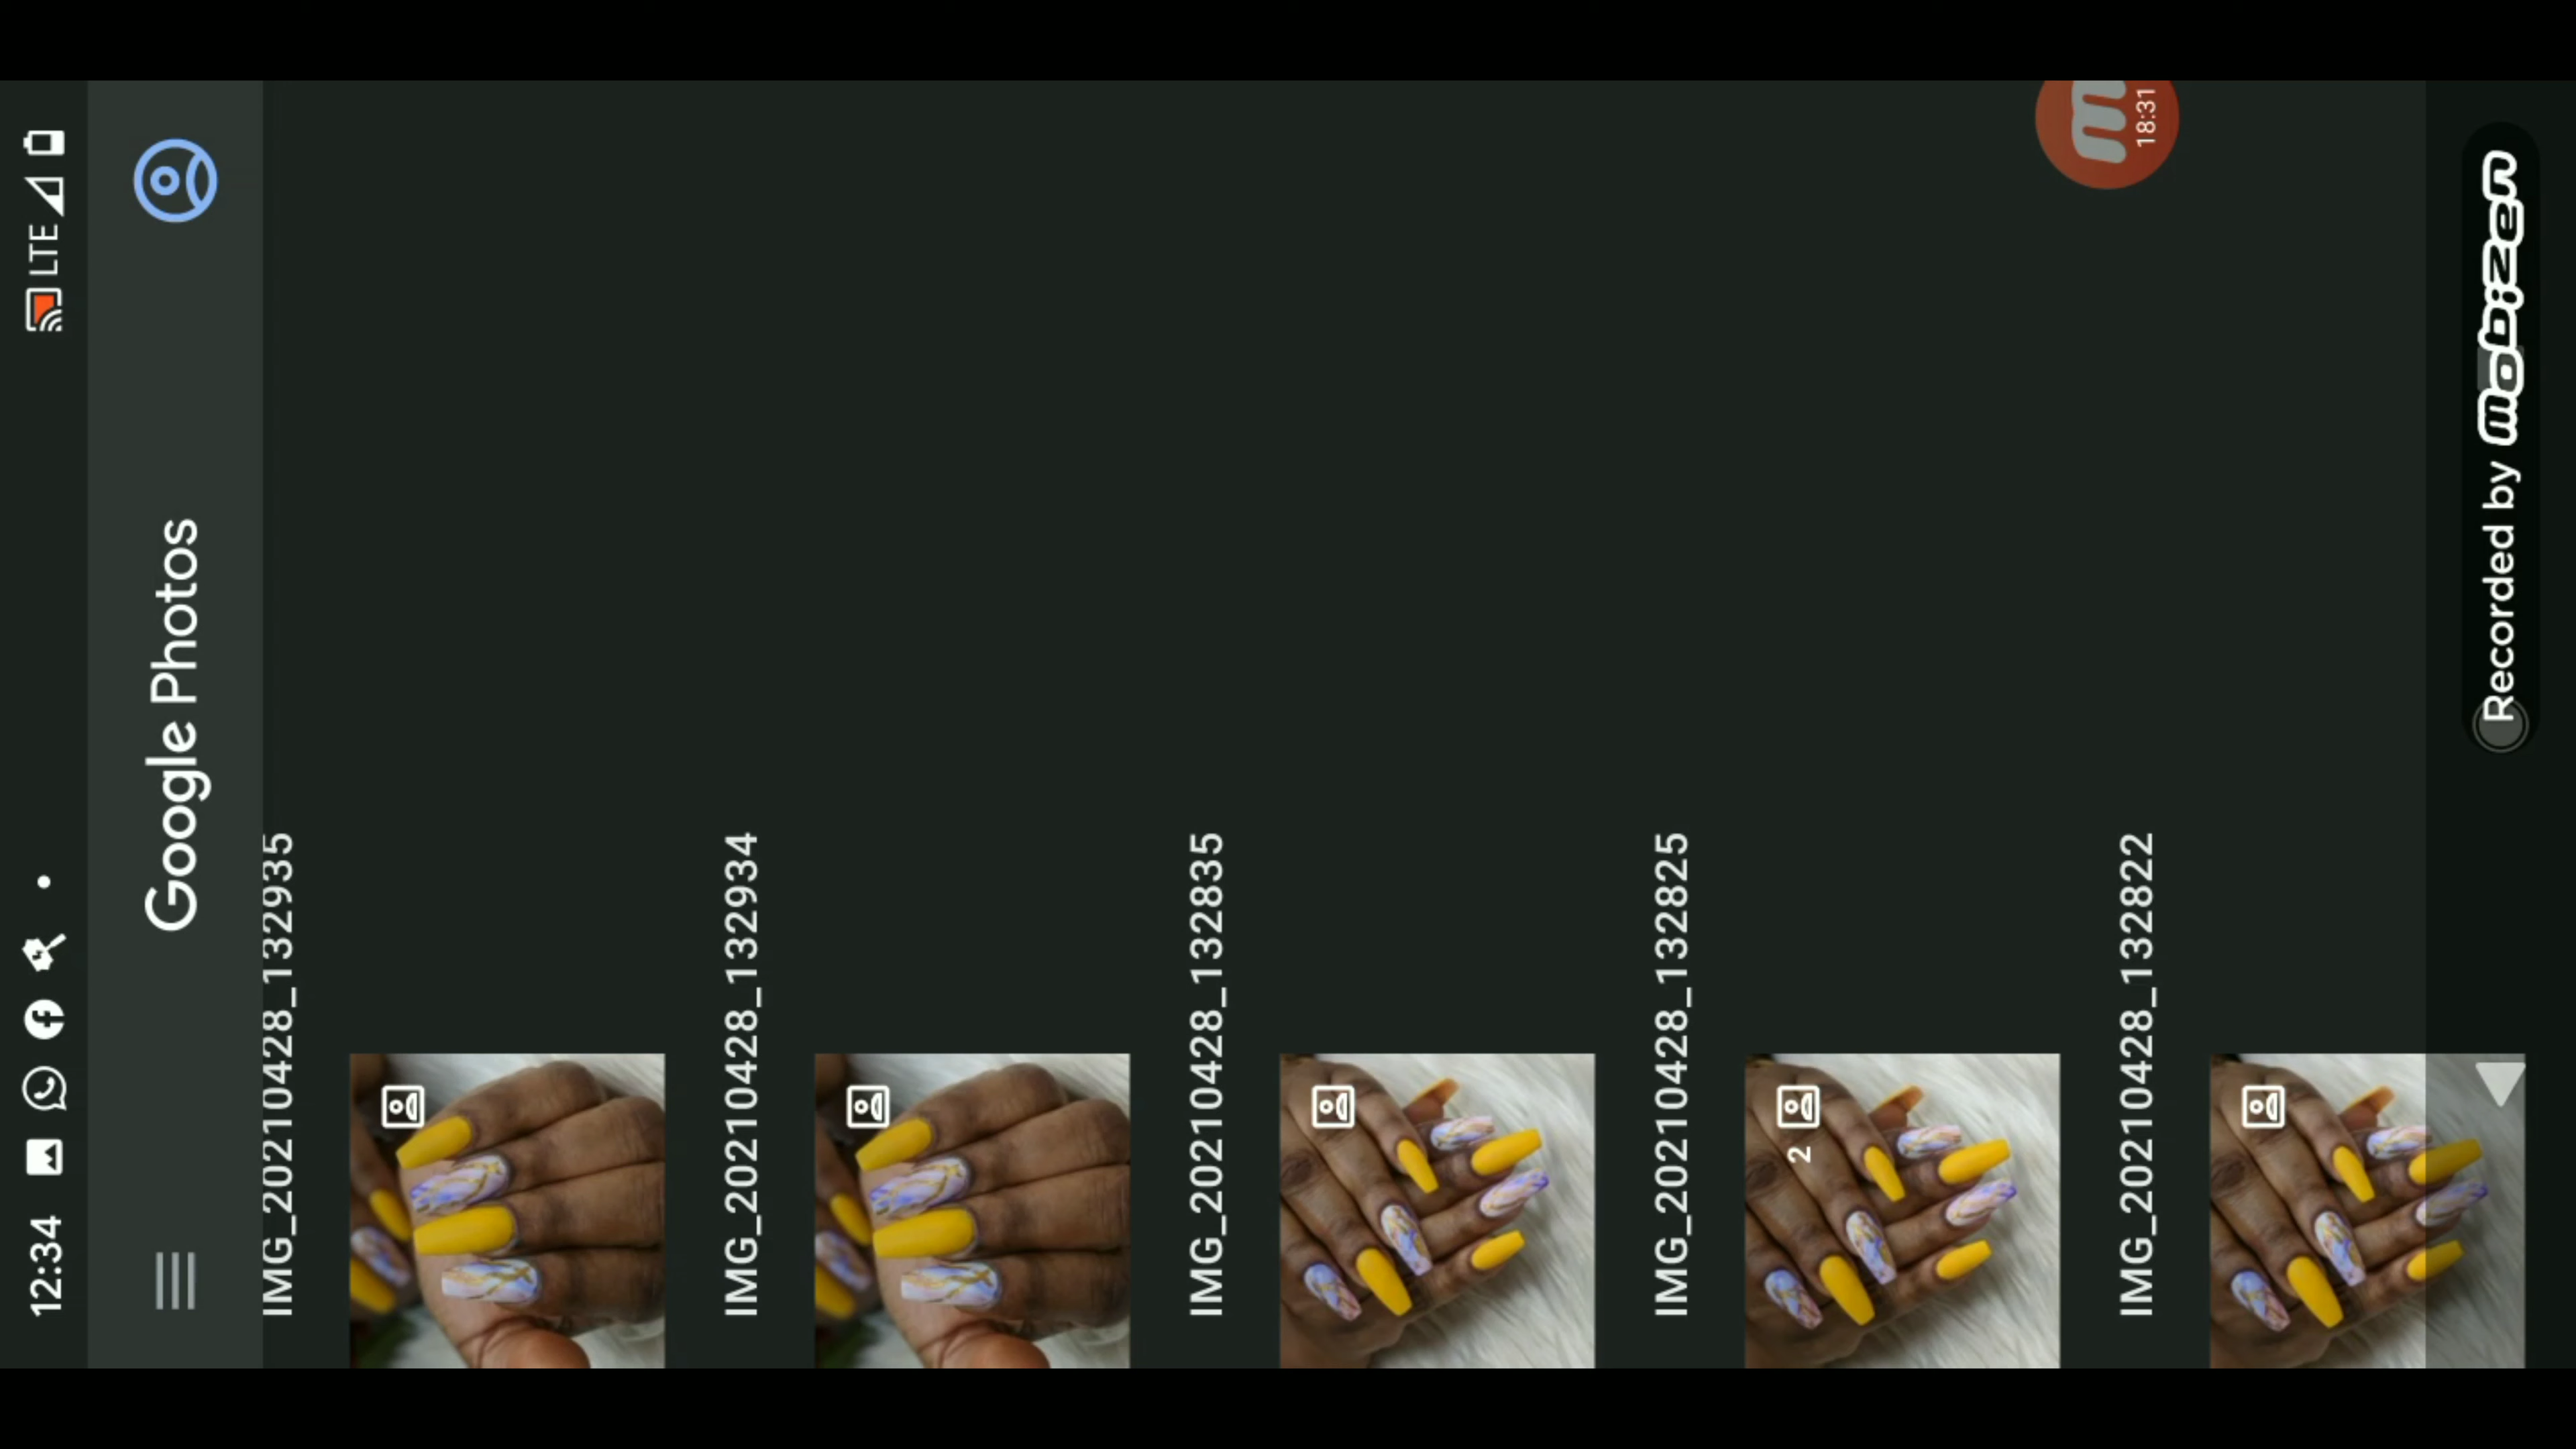 12:34
LTE
Google Photos
IMG_20210428_132935
IMG_20210428_132934
IMG_20210428_132835
IMG_20210428_132825
2
IMG_20210428_132822
m
18:31
Recorded by mobizen